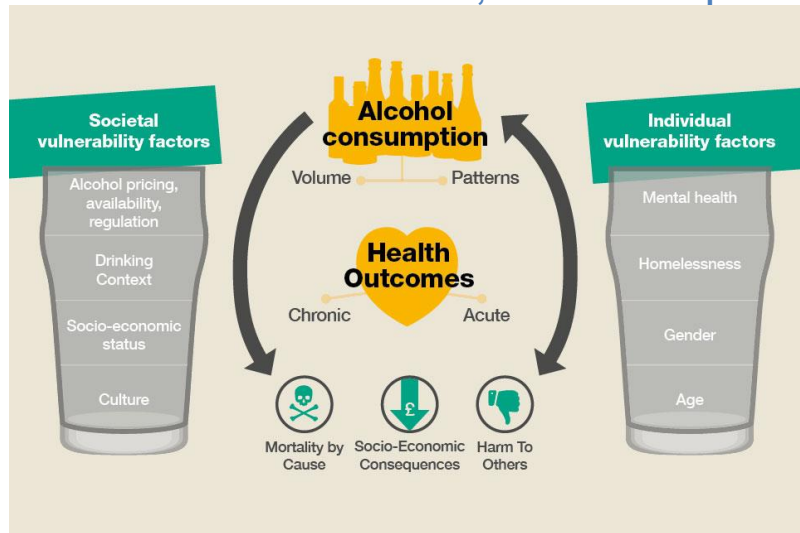 Societal
vulnerability factors
Alcohol pricing,
availability,
regulation
Drinking
Context
Socio-economic
status
Culture
Alcohol
consumption
Volume
Patterns
Health
Outcomes
Chronic
Acute
Mortality by
Cause
£
Socio-Economic
Consequences
Harm To
Others
Individual
vulnerability factors
Mental health
Homelessness
Gender
Age